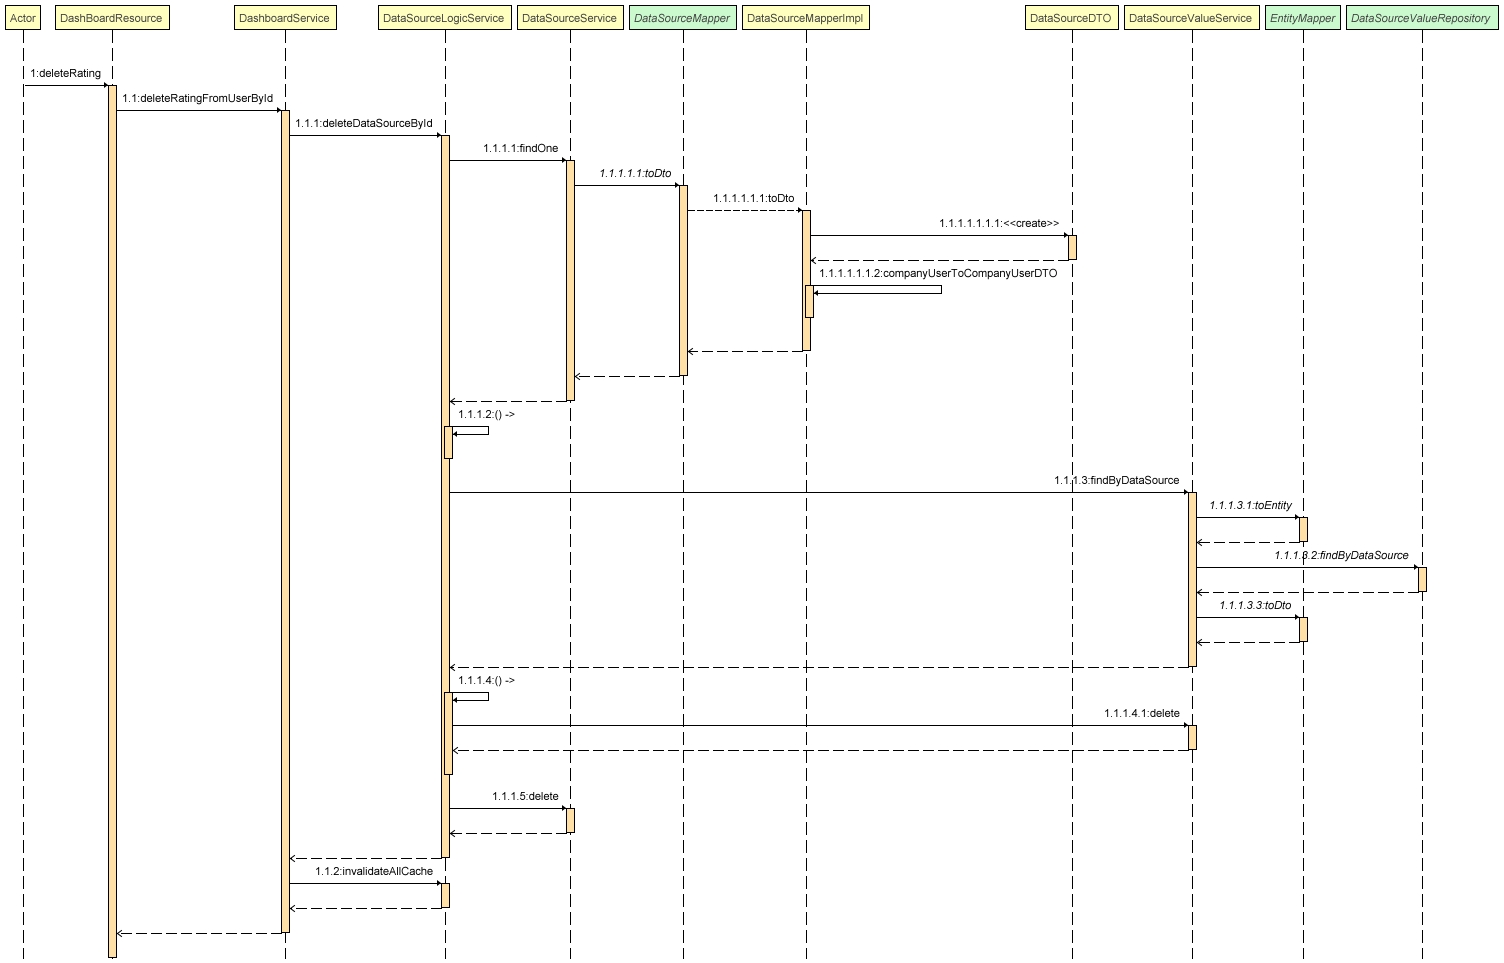 Actor DashBoardResource DashboardService DataSourceLogicService DataSourceService DataSourceMapper DataSourceMapperImpl DataSourceDTO DataSourceValueService EntityMapper DataSourceValueRepository
1:deleteRating
1.1:deleteRatingFromUserById
1.1.1:deleteDataSourceById
1.1.1.1:findOne
1.1.1.1.1:toDto
1.1.1.1.1.1:toDto
1.1.1.1.1.1.1:<<create>>
1.1.1.1.1.1.2:companyUserToCompanyUserDTO
1.1.1.2:() ->
1.1.1.3:findByDataSource
1.1.1.3.1:toEntity
1.1.1.3.2:findByDataSource
1.1.1.3.3:toDto
1.1.1.4:() ->
1.1.1.4.1:delete
1.1.1.5:delete
1.1.2:invalidateAllCache